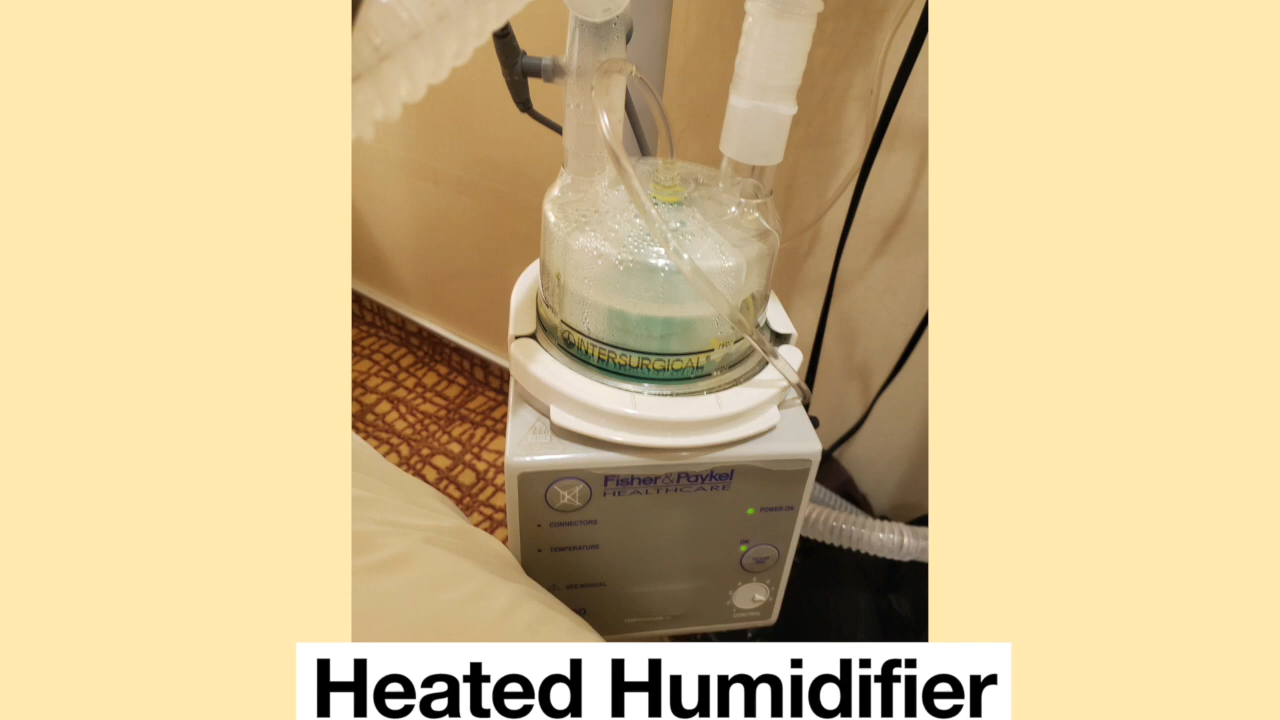 INTERSURGICAL
Fisher&Paykel
HEALTHCARE
POWER ON
CONNECTORS
ON
TEMPERATURE
SEE MANUAL
CONTROL
Heated Humidifier